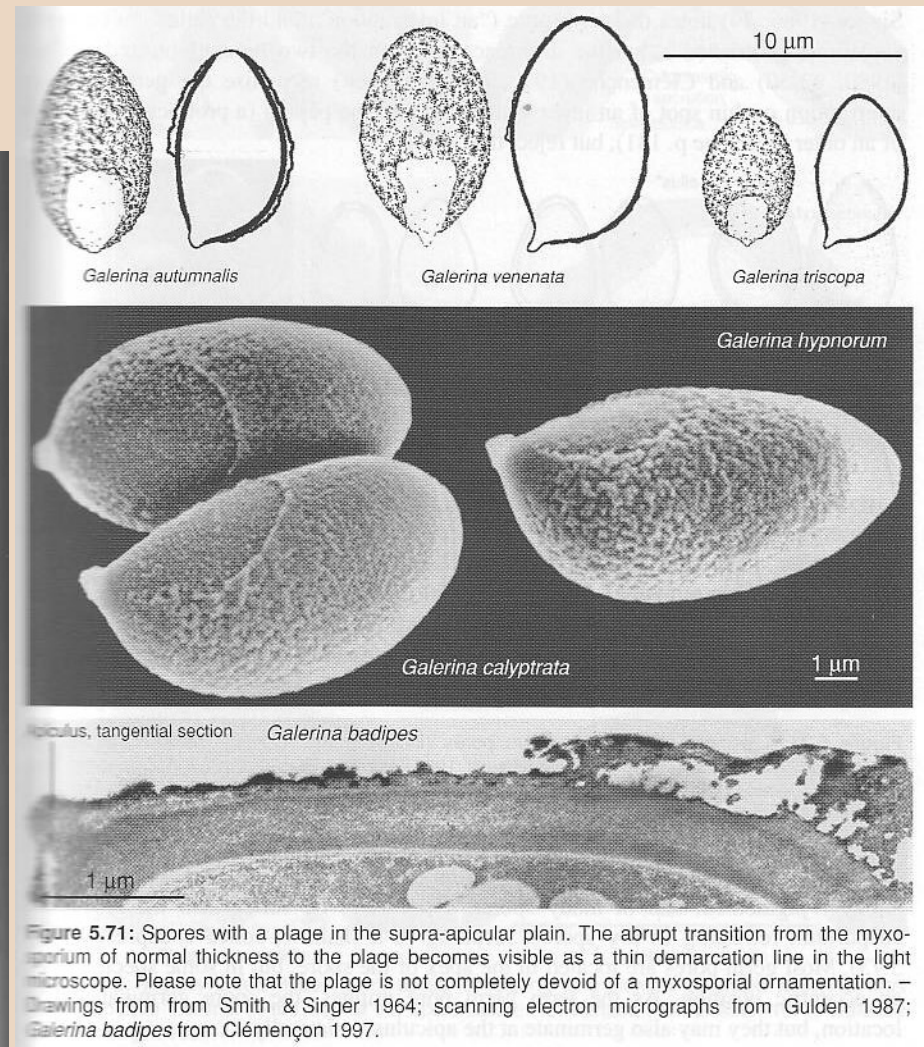 10 µm
Galerina autumnalis
Galerina venenata
Galerina triscopa
Galerina hypnorum
Galerina calyptrata
1 µm
Apiculus, tangential section
Galerina badipes
1 µm
Figure 5.71: Spores with a plage in the supra-apicular plain. The abrupt transition from the myxo-
sporium of normal thickness to the plage becomes visible as a thin demarcation line in the light
microscope. Please note that the plage is not completely devoid of a myxosporial ornamentation. –
Drawings from from Smith & Singer 1964; scanning electron micrographs from Gulden 1987;
Galerina badipes from Clémençon 1997.